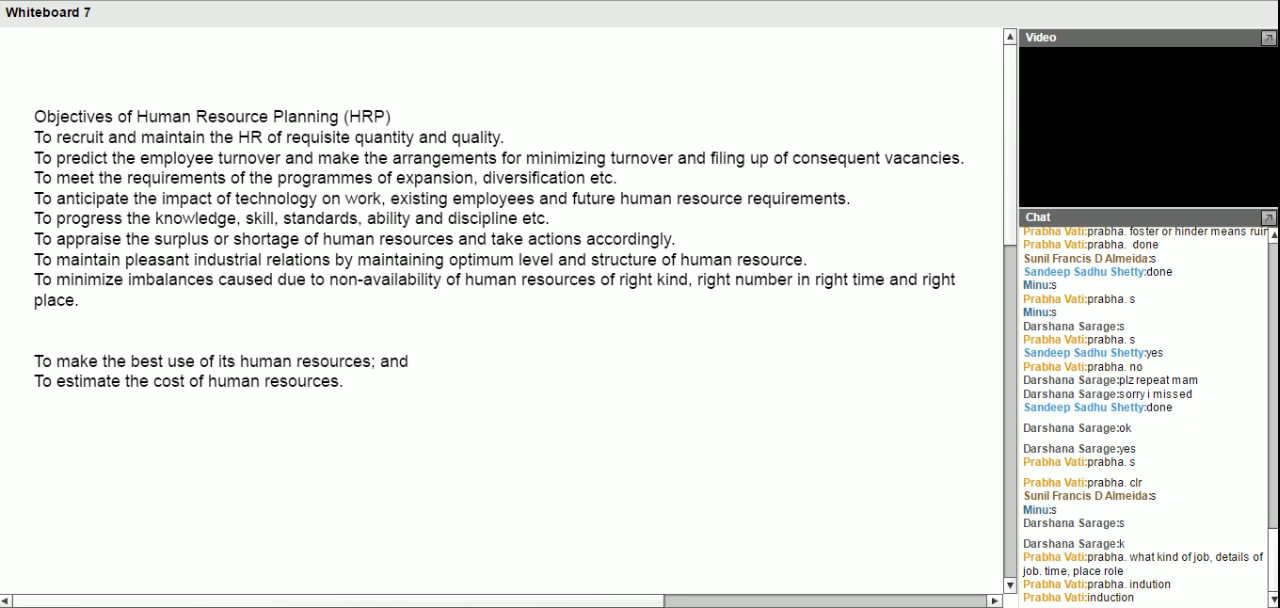 Whiteboard 7
Objectives of Human Resource Planning (HRP)
To recruit and maintain the HR of requisite quantity and quality.
To predict the employee turnover and make the arrangements for minimizing turnover and filing up of consequent vacancies.
To meet the requirements of the programmes of expansion, diversification etc.
To anticipate the impact of technology on work, existing employees and future human resource requirements.
To progress the knowledge, skill, standards, ability and discipline etc.
To appraise the surplus or shortage of human resources and take actions accordingly.
To maintain pleasant industrial relations by maintaining optimum level and structure of human resource.
To minimize imbalances caused due to non-availability of human resources of right kind, right number in right time and right
place.
To make the best use of its human resources; and
To estimate the cost of human resources.
Video
Chat
Prabha Vati:prabha. foster or hinder means
Prabha Vati:prabha. done
Sunil Francis D Almeida:s
Sandeep Sadhu Shetty:done
Minu:s
Prabha Vati:prabha. s
Minu:s
Darshana Sarage:s
Prabha Vati:prabha. s
Sandeep Sadhu Shetty:yes
Prabha Vati:prabha. no
Darshana Sarage:plz repeat mam
Darshana Sarage:sorry i missed
Sandeep Sadhu Shetty:done
Darshana Sarage:ok
Darshana Sarage:yes
Prabha Vati:prabha. s
Prabha Vati:prabha. clr
Sunil Francis D Almeida:s
Minu:s
Darshana Sarage:s
Darshana Sarage:k
Prabha Vati:prabha. what kind of job, details of
job. time, place role
Prabha Vati:prabha. indution
Prabha Vati:induction